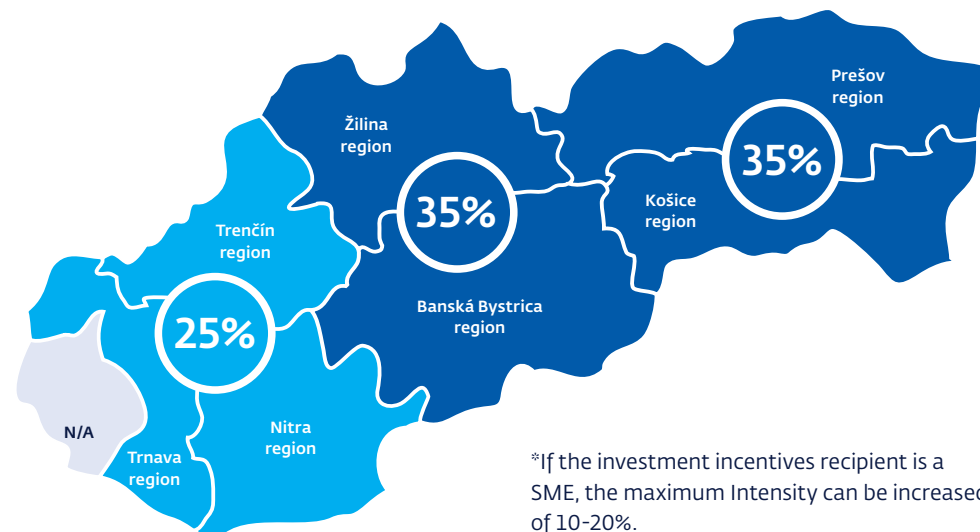 Prešov
region
Žilina
region
35%
35%
Košice
region
Trenčín
region
Banská Bystrica
region
25%
N/A
Nitra
region
Trnava
region
*If the investment incentives recipient is a
SME, the maximum Intensity can be increased
of 10-20%.